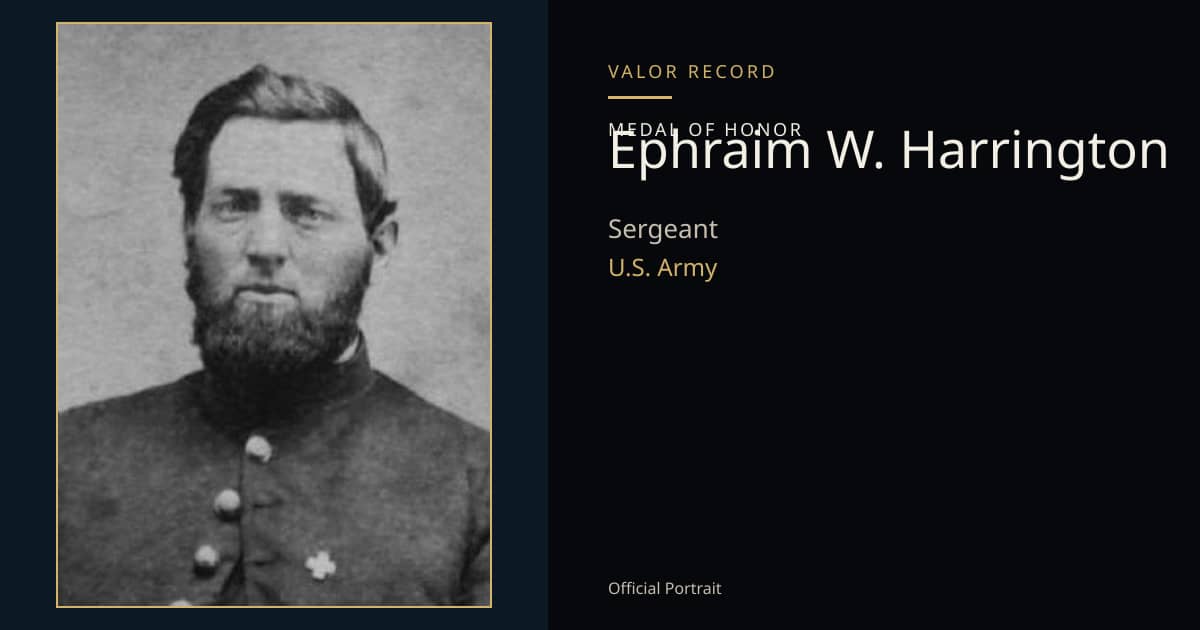 VALOR RECORD
MEDAL OF HONOR
Ephraim W. Harrington
Sergeant
U.S. Army
Official Portrait